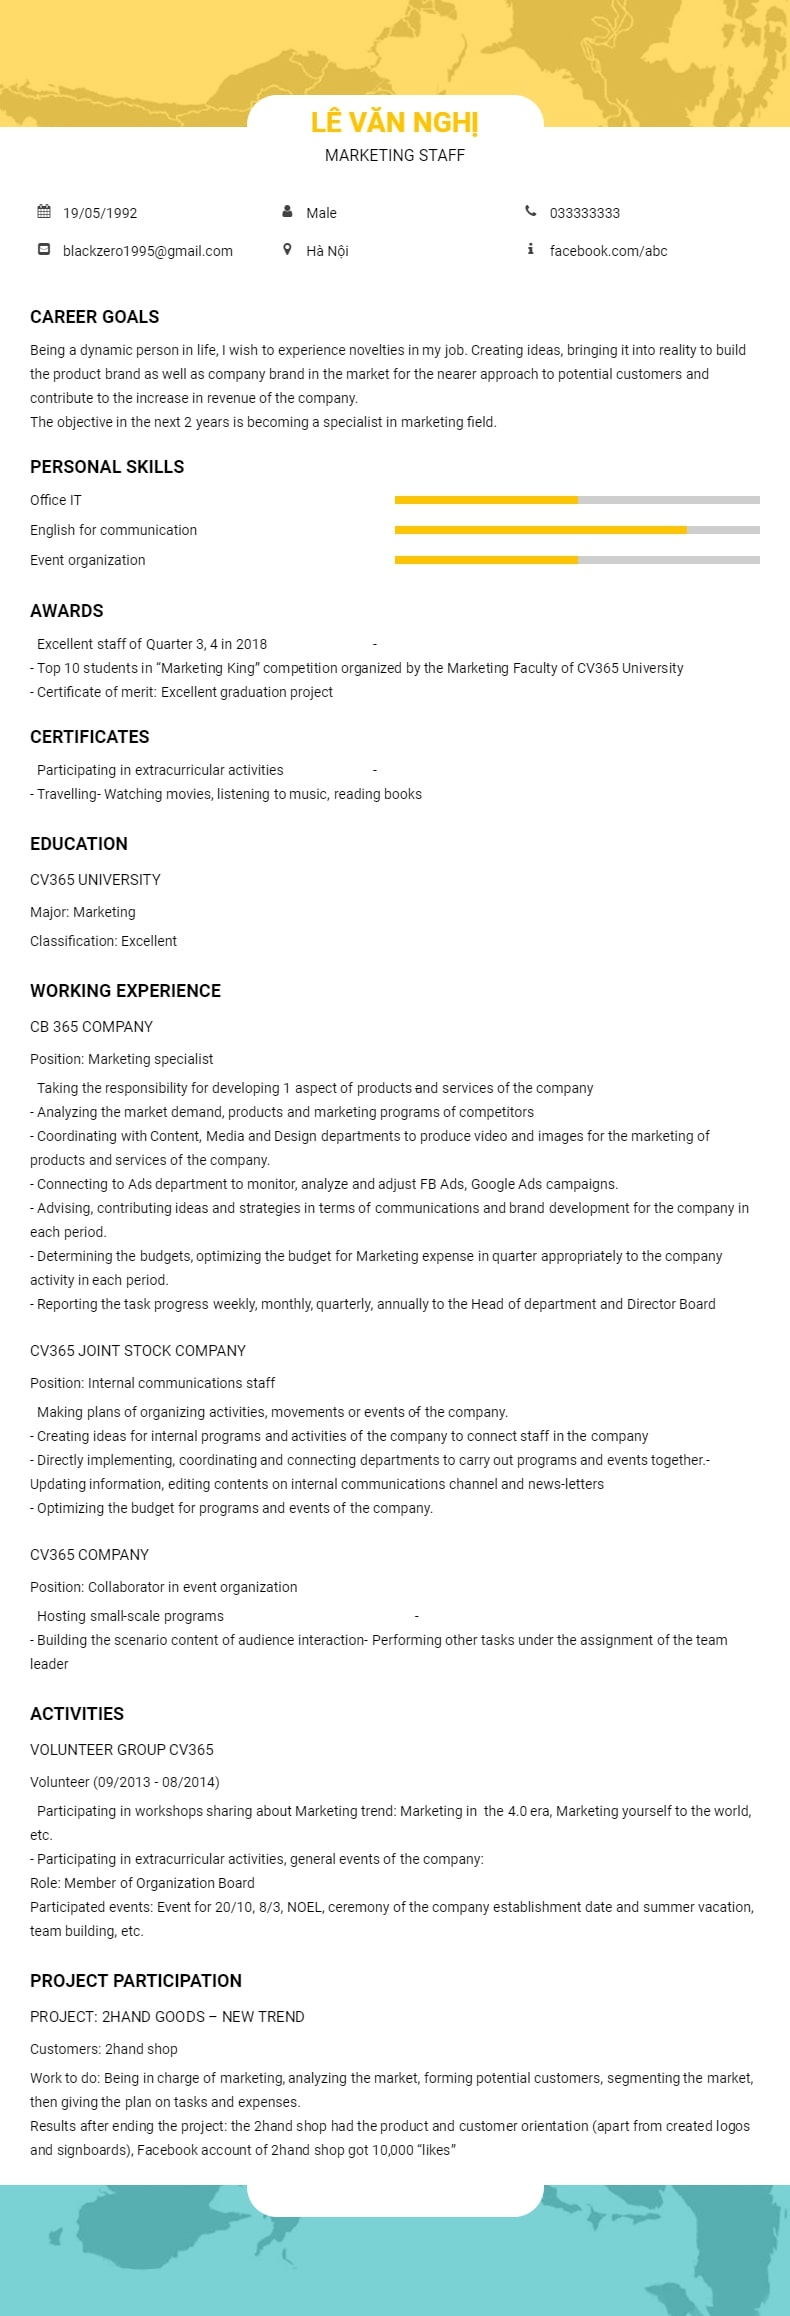 LÊ VĂN NGHỊ
MARKETING STAFF
19/05/1992
Male
033333333
blackzero1995@gmail.com
Hà Nội
facebook.com/abc
CAREER GOALS
Being a dynamic person in life, I wish to experience novelties in my job. Creating ideas, bringing it into reality to build
the product brand as well as company brand in the market for the nearer approach to potential customers and
contribute to the increase in revenue of the company.
The objective in the next 2 years is becoming a specialist in marketing field.
PERSONAL SKILLS
Office IT
English for communication
Event organization
AWARDS
Excellent staff of Quarter 3, 4 in 2018 -
- Top 10 students in “Marketing King” competition organized by the Marketing Faculty of CV365 University
- Certificate of merit: Excellent graduation project
CERTIFICATES
Participating in extracurricular activities -
- Travelling- Watching movies, listening to music, reading books
EDUCATION
CV365 UNIVERSITY
Major: Marketing
Classification: Excellent
WORKING EXPERIENCE
CB 365 COMPANY
Position: Marketing specialist
Taking the responsibility for developing 1 aspect of products and services of the company
- Analyzing the market demand, products and marketing programs of competitors
- Coordinating with Content, Media and Design departments to produce video and images for the marketing of
products and services of the company.
- Connecting to Ads department to monitor, analyze and adjust FB Ads, Google Ads campaigns.
- Advising, contributing ideas and strategies in terms of communications and brand development for the company in
each period.
- Determining the budgets, optimizing the budget for Marketing expense in quarter appropriately to the company
activity in each period.
- Reporting the task progress weekly, monthly, quarterly, annually to the Head of department and Director Board
CV365 JOINT STOCK COMPANY
Position: Internal communications staff
Making plans of organizing activities, movements or events of the company.
- Creating ideas for internal programs and activities of the company to connect staff in the company
- Directly implementing, coordinating and connecting departments to carry out programs and events together.-
Updating information, editing contents on internal communications channel and news-letters
- Optimizing the budget for programs and events of the company.
CV365 COMPANY
Position: Collaborator in event organization
Hosting small-scale programs -
- Building the scenario content of audience interaction- Performing other tasks under the assignment of the team
leader
ACTIVITIES
VOLUNTEER GROUP CV365
Volunteer (09/2013 - 08/2014)
Participating in workshops sharing about Marketing trend: Marketing in the 4.0 era, Marketing yourself to the world,
etc.
- Participating in extracurricular activities, general events of the company:
Role: Member of Organization Board
Participated events: Event for 20/10, 8/3, NOEL, ceremony of the company establishment date and summer vacation,
team building, etc.
PROJECT PARTICIPATION
PROJECT: 2HAND GOODS – NEW TREND
Customers: 2hand shop
Work to do: Being in charge of marketing, analyzing the market, forming potential customers, segmenting the market,
then giving the plan on tasks and expenses.
Results after ending the project: the 2hand shop had the product and customer orientation (apart from created logos
and signboards), Facebook account of 2hand shop got 10,000 “likes”